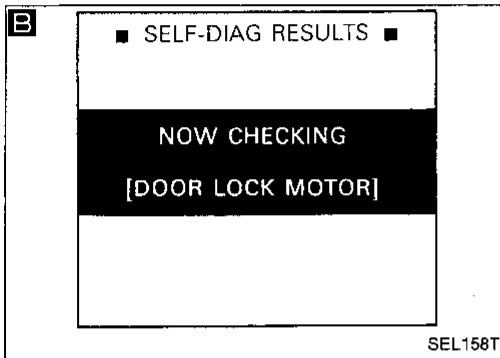 B
■ SELF-DIAG RESULTS ■
NOW CHECKING
[DOOR LOCK MOTOR]
SEL158T